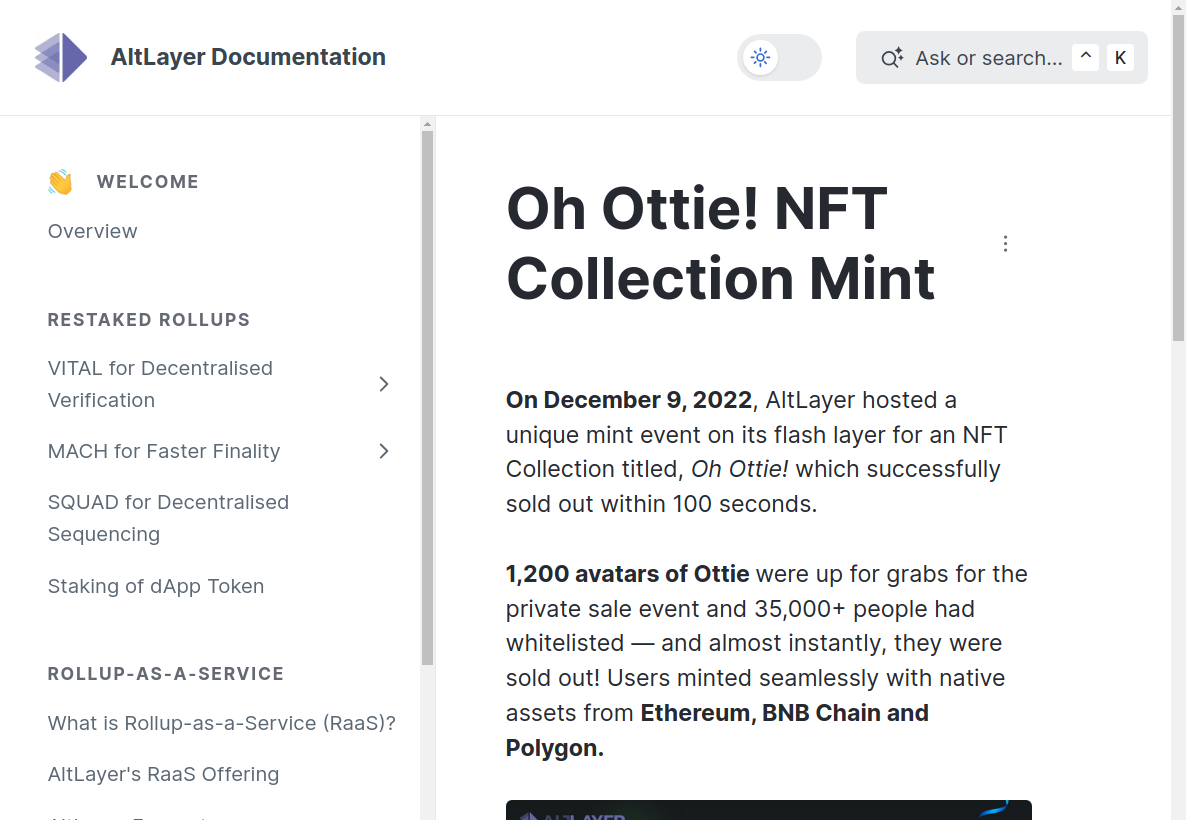 AltLayer Documentation
Ask or search...
^
K
WELCOME
Overview
RESTAKED ROLLUPS
VITAL for Decentralised
Verification
MACH for Faster Finality
SQUAD for Decentralised
Sequencing
Staking of dApp Token
ROLLUP-AS-A-SERVICE
What is Rollup-as-a-Service (RaaS)?
AltLayer's RaaS Offering
Oh Ottie! NFT
Collection Mint
On December 9, 2022, AltLayer hosted a
unique mint event on its flash layer for an NFT
Collection titled, Oh Ottie! which successfully
sold out within 100 seconds.
1,200 avatars of Ottie were up for grabs for the
private sale event and 35,000+ people had
whitelisted — and almost instantly, they were
sold out! Users minted seamlessly with native
assets from Ethereum, BNB Chain and
Polygon.
ALTLAYER